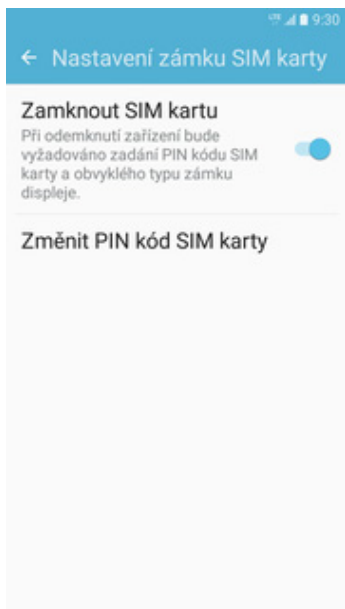 LTE 9:30
Nastavení zámku SIM karty
Zamknout SIM kartu
Při odemknutí zařízení bude
vyžadováno zadání PIN kódu SIM
karty a obvyklého typu zámku
displeje.
Změnit PIN kód SIM karty